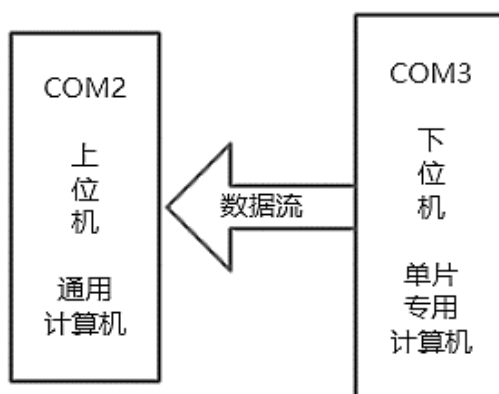 COM2
上
位
机
通用
计算机
数据流
COM3
下
位
机
单片
专用
计算机